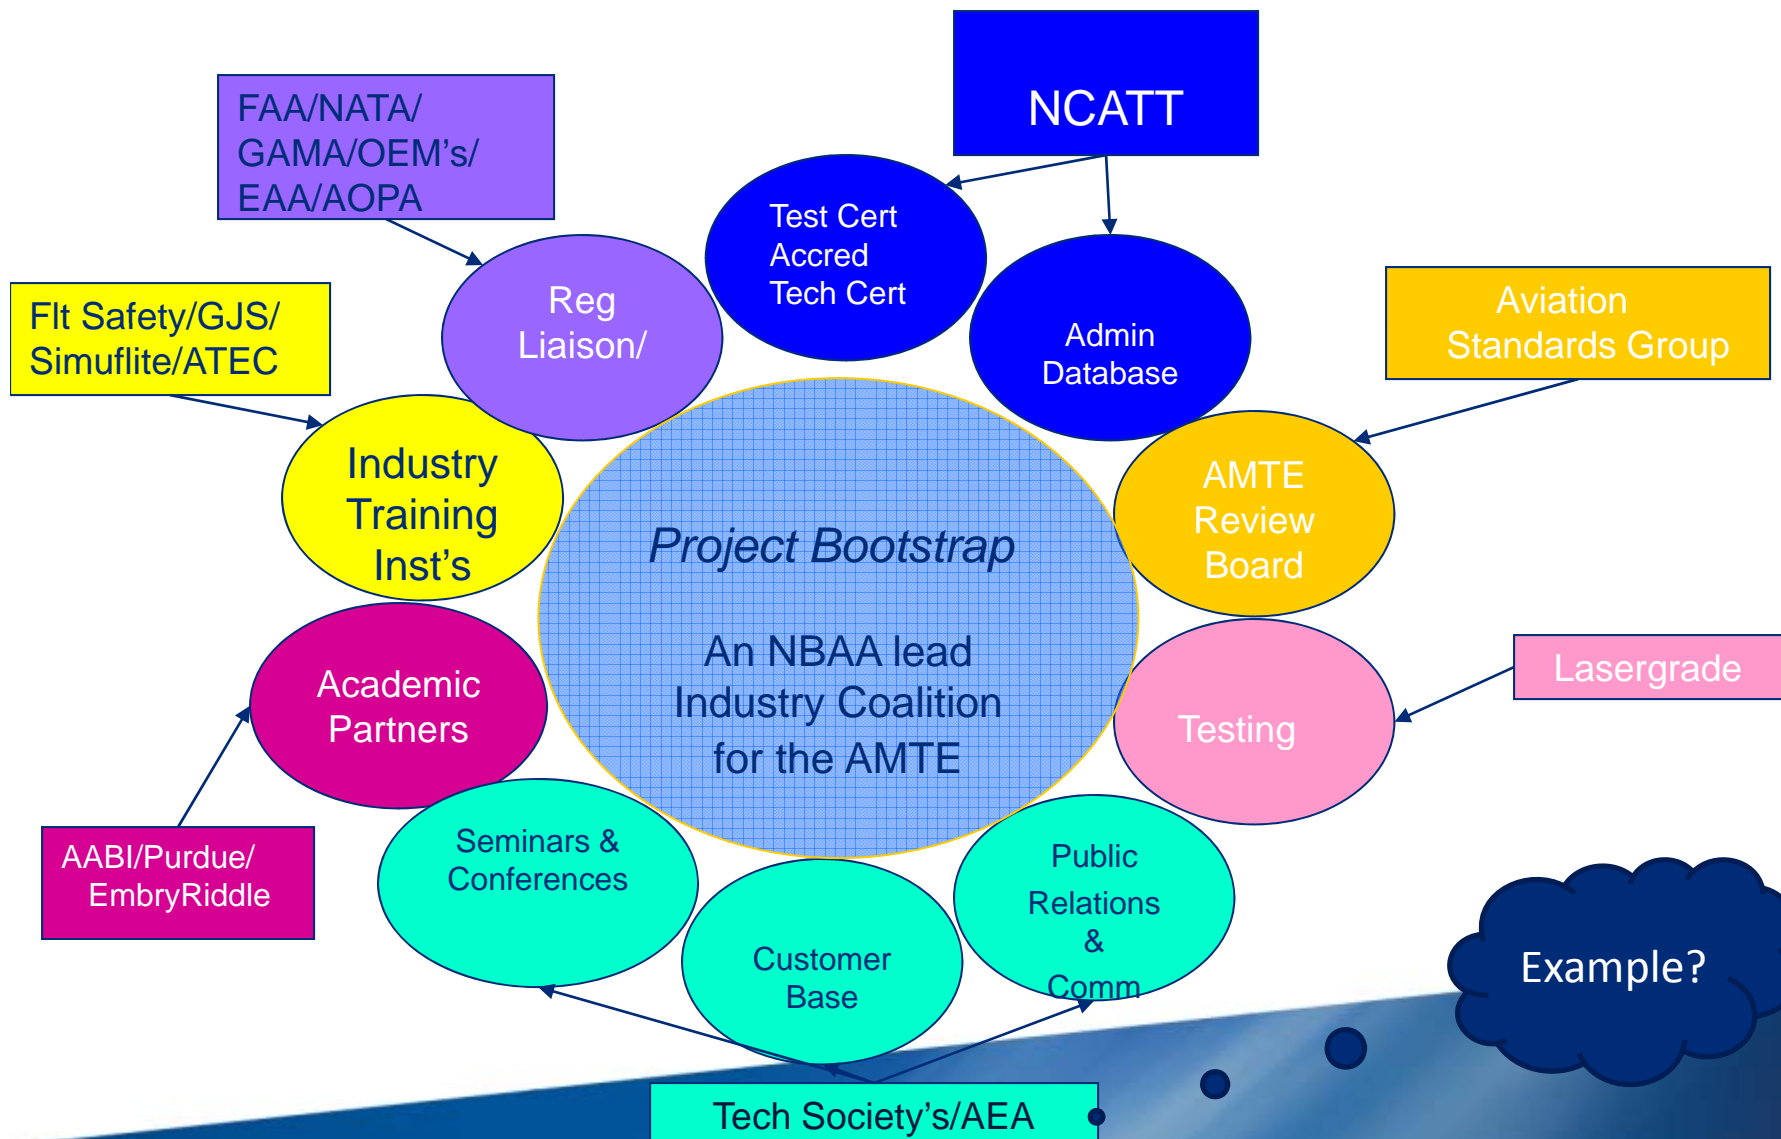 NCATT
FAA/NATA/
GAMA/OEM's/
EAA/AOPA
Test Cert
Accred
Tech Cert
Reg
Liaison/
Admin
Database
Flt Safety/GJS/
Simuflite/ATEC
Aviation
Standards Group
Industry
Training
Inst's
AMTE
Review
Board
Project Bootstrap
An NBAA lead
Industry Coalition
for the AMTE
Academic
Partners
Testing
Lasergrade
AABI/Purdue/
EmbryRiddle
Seminars &
Conferences
Customer
Base
Public
Relations
&
Comm
Example?
Tech Society's/AEA